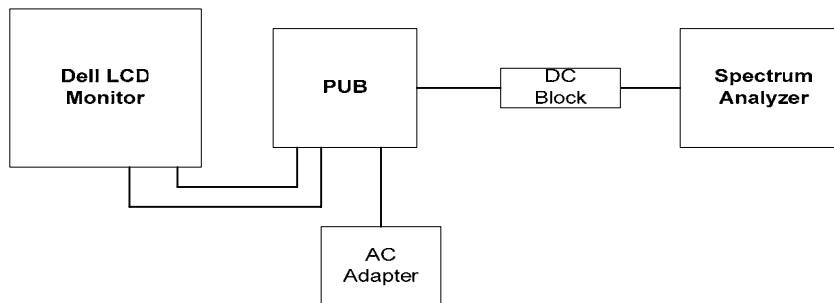 Dell LCD
Monitor
PUB
DC
Block
Spectrum
Analyzer
AC
Adapter